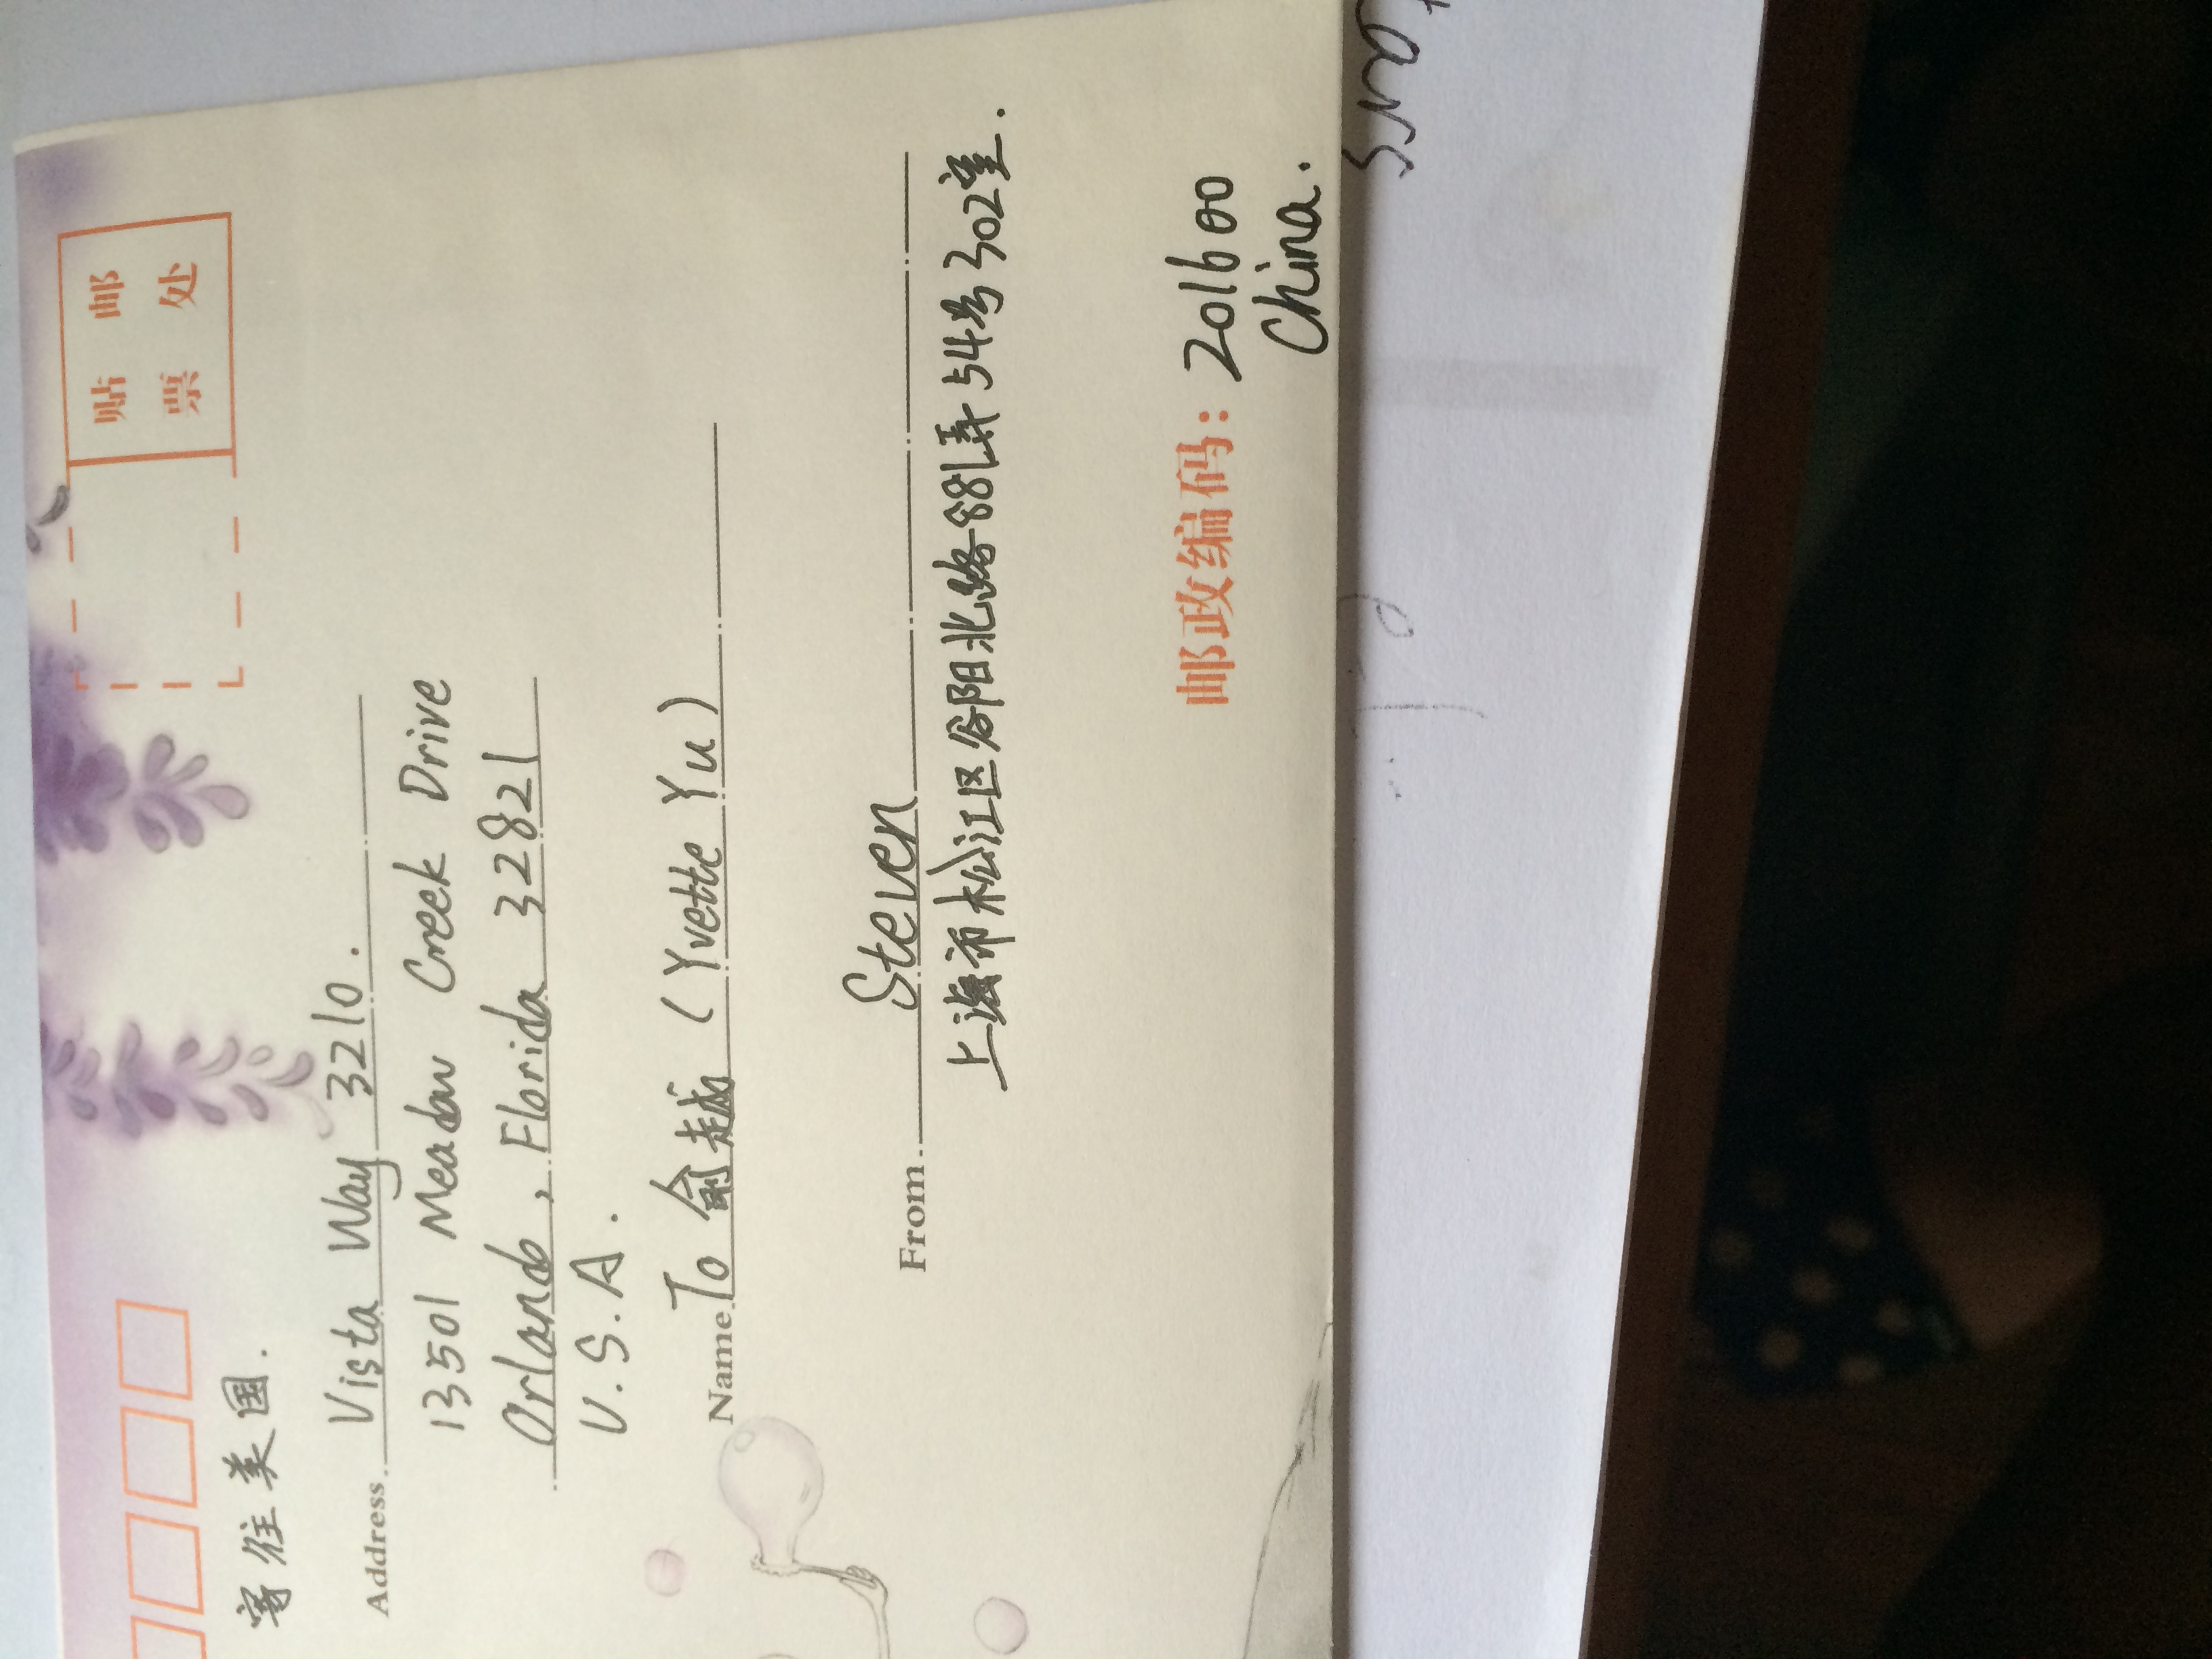 贴 邮
票 处
寄往美国.
Address Vista Way 3210.
13501 Meadow Creek Drive
Orlando, Florida 32821
U.S.A.
Name To 俞越 (Yvette Yu)
From Steven
上海市松江区谷阳北路881弄54号302室.
邮政编码: 201600
China.